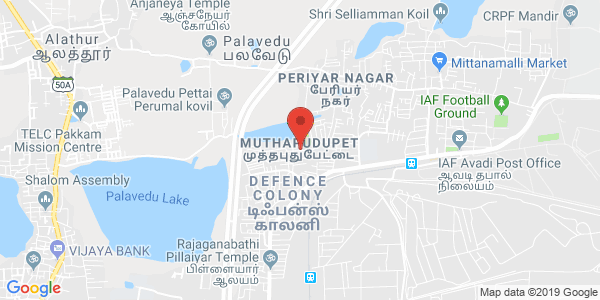 Anjaneya Temple
ஆஞ்சநேயர்
கோயில்
Shri Selliamman Koil
CRPF Mandir
Alathur
ஆலத்தூர்
Palavedu
பலவேடு
Mittanamalli Market
PERIYAR NAGAR
பேரியர்
நகர்
50A
Palavedu Pettai
Perumal kovil
IAF Football
Ground
TELC Pakkam
Mission Centre
MUTHAPUDUPET
முத்தபுதுபேட்டை
IAF Avadi Post Office
ஆவடி தபால்
நிலையம்
Shalom Assembly
Palavedu Lake
DEFENCE
COLONY
டிஃபன்ஸ்
காலனி
VIJAYA BANK
Rajaganabathi
Pillaiyar Temple
பிள்ளையார்
ஆலயம்
Google
Map data ©2019 Google